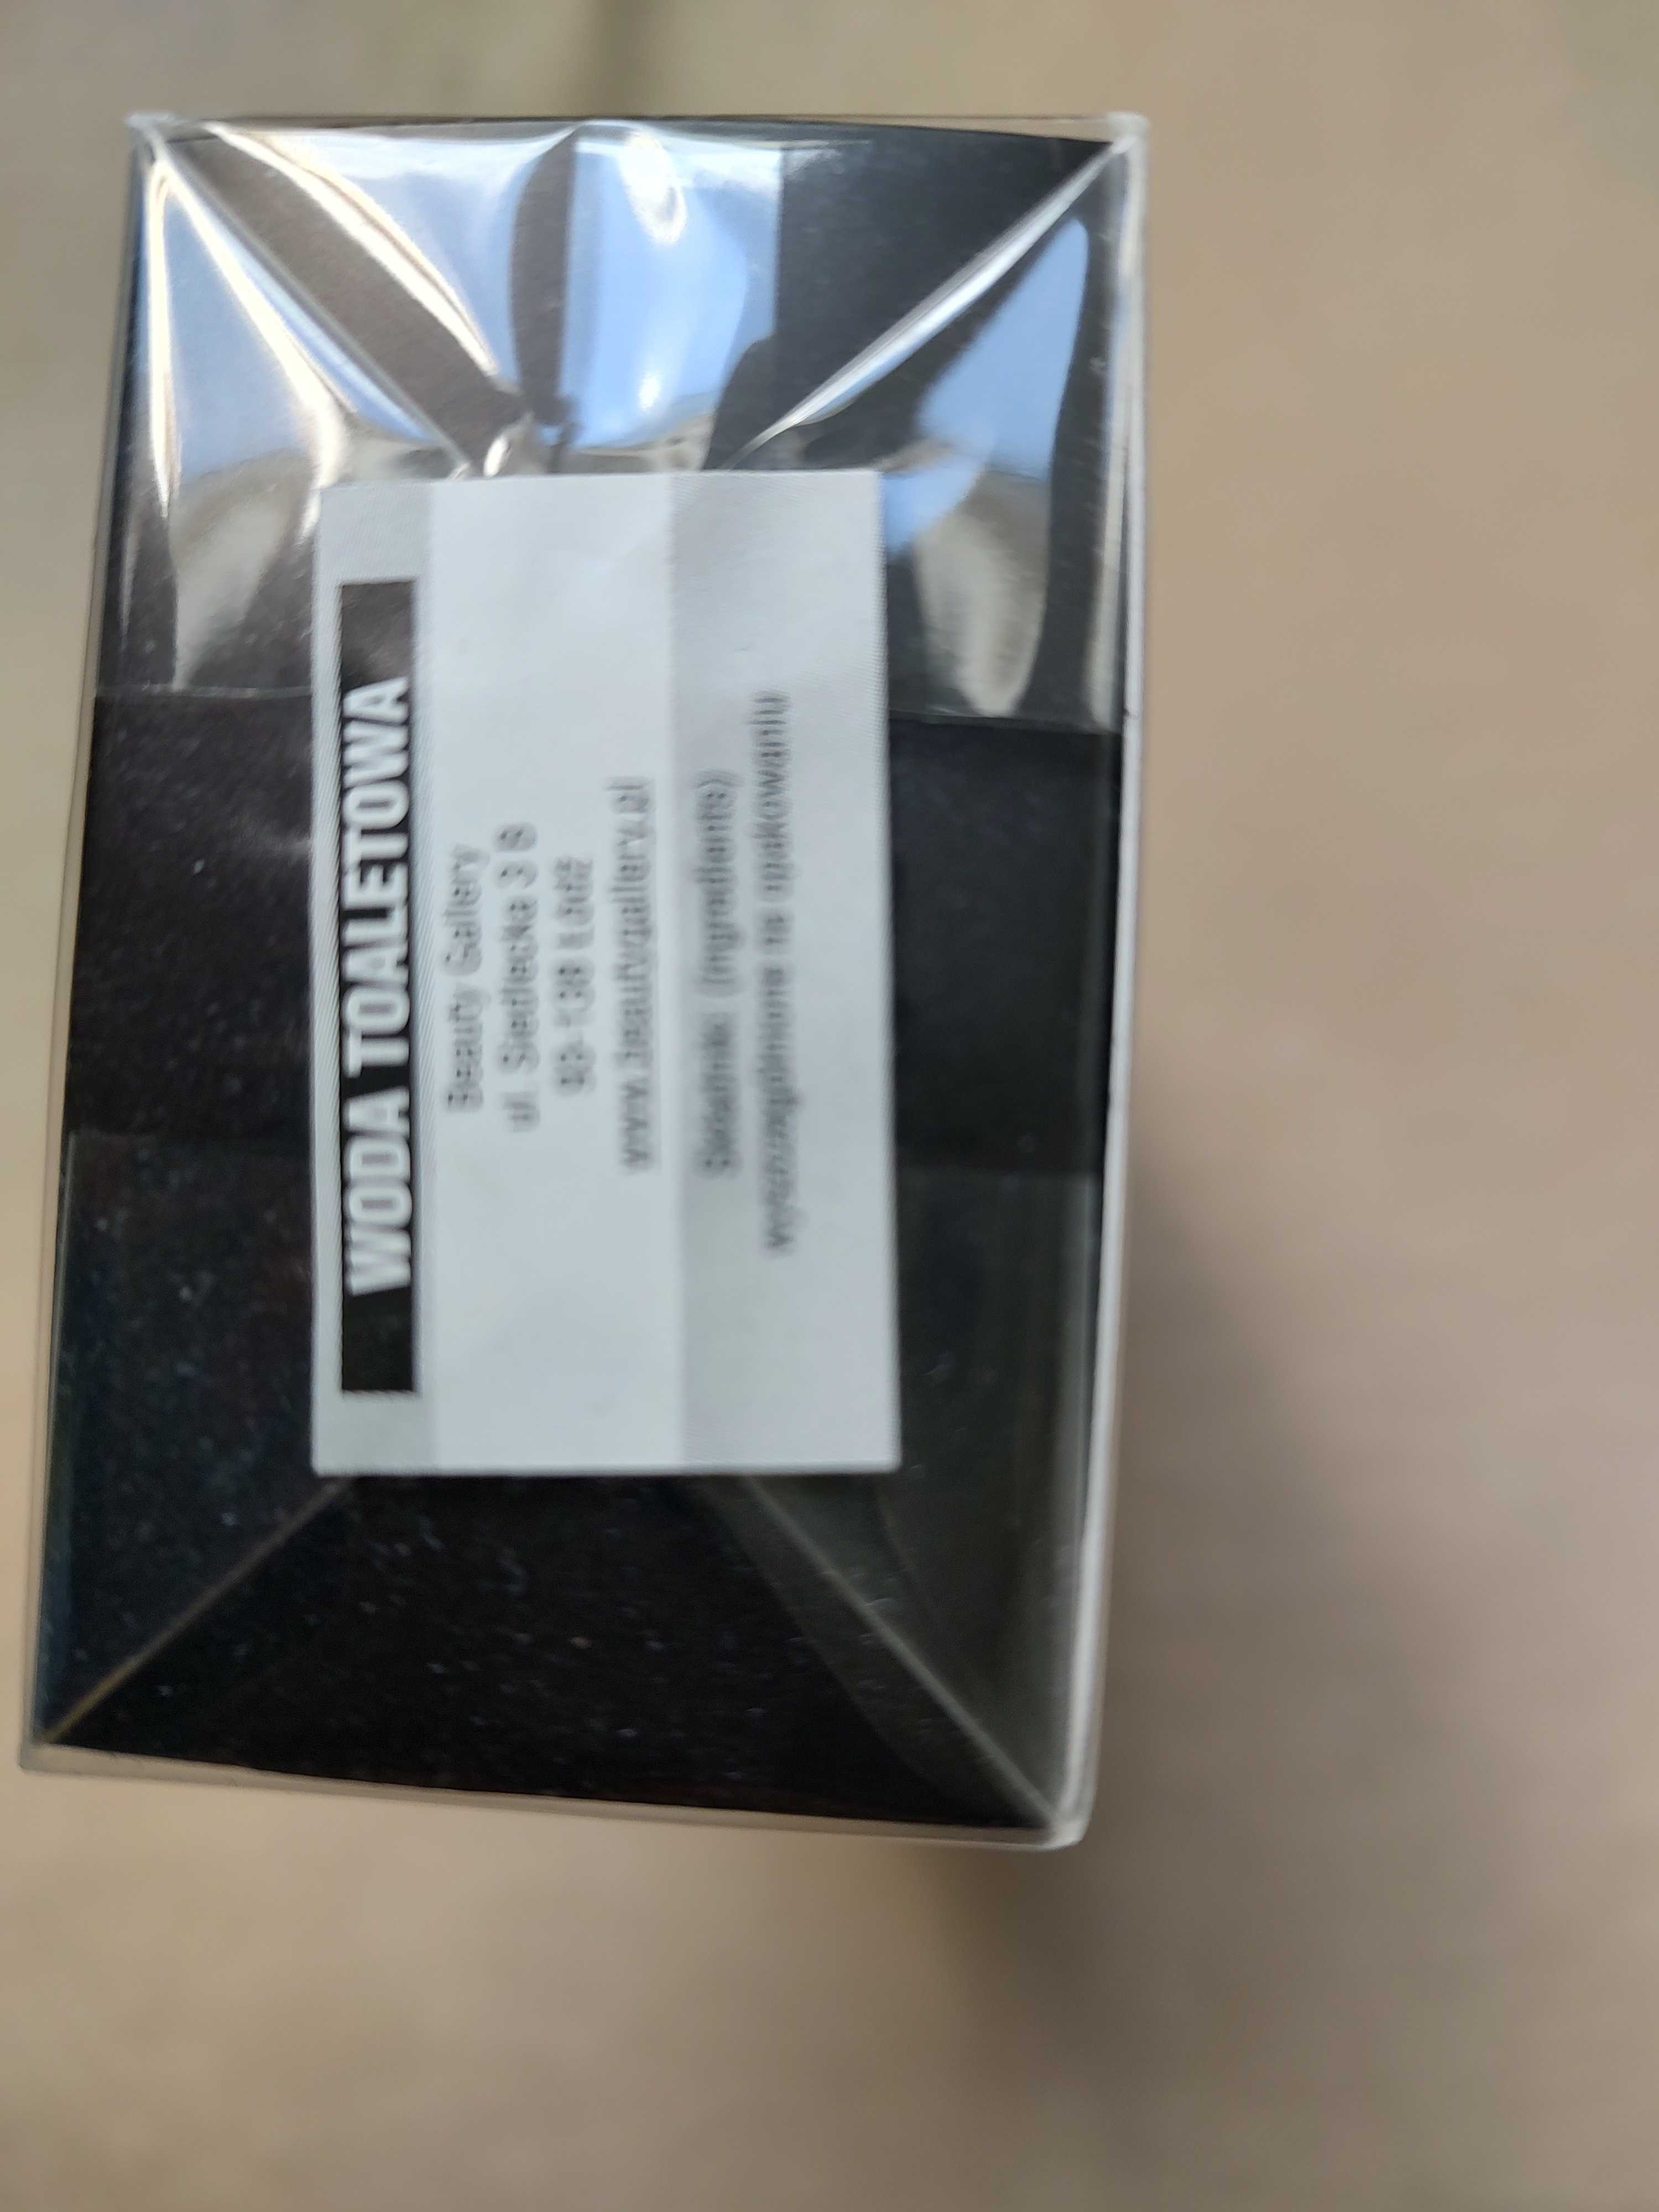 WODA TOALETOWA
Beauty Gallery
ul. Siedlecka 3
93-138 Łódź
www.beautygallery.pl
Składniki (Ingredients)
wyszczególnione na opakowaniu